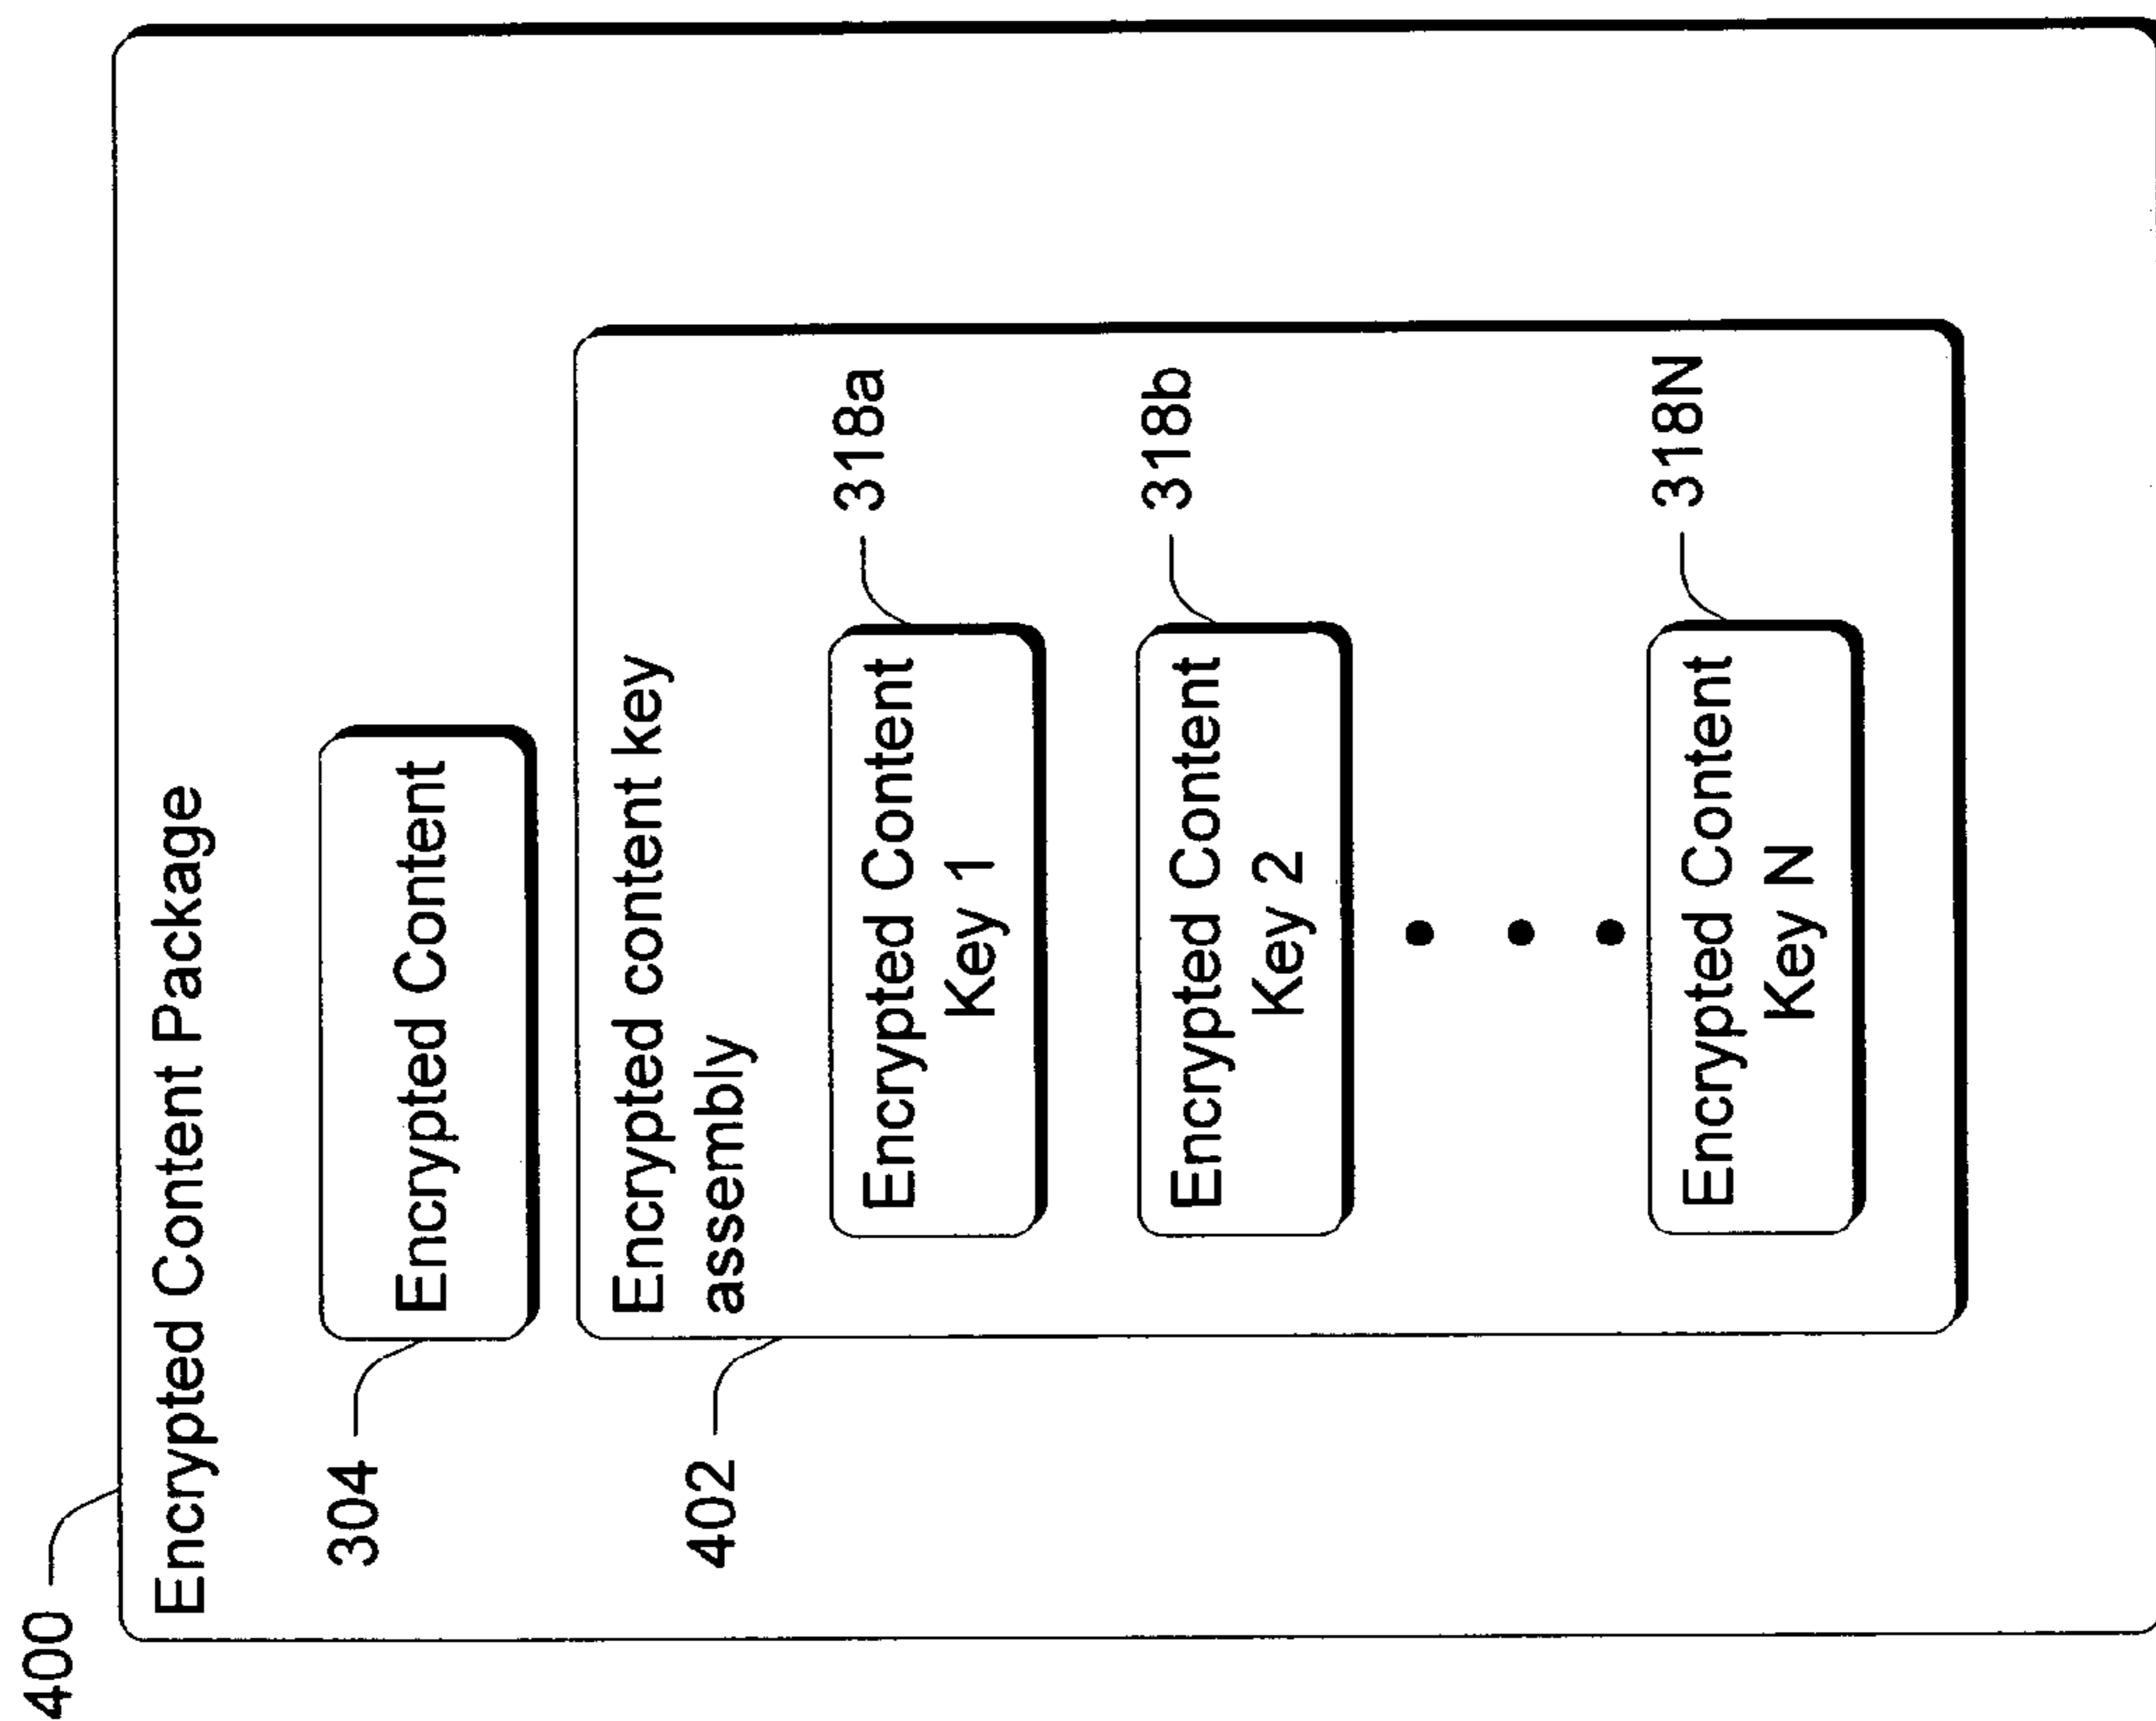 400
Encrypted Content Package
304
Encrypted Content
402
Encrypted content key
assembly
Encrypted Content
Key 1
318a
Encrypted Content
Key 2
318b
Encrypted Content
Key N
318N